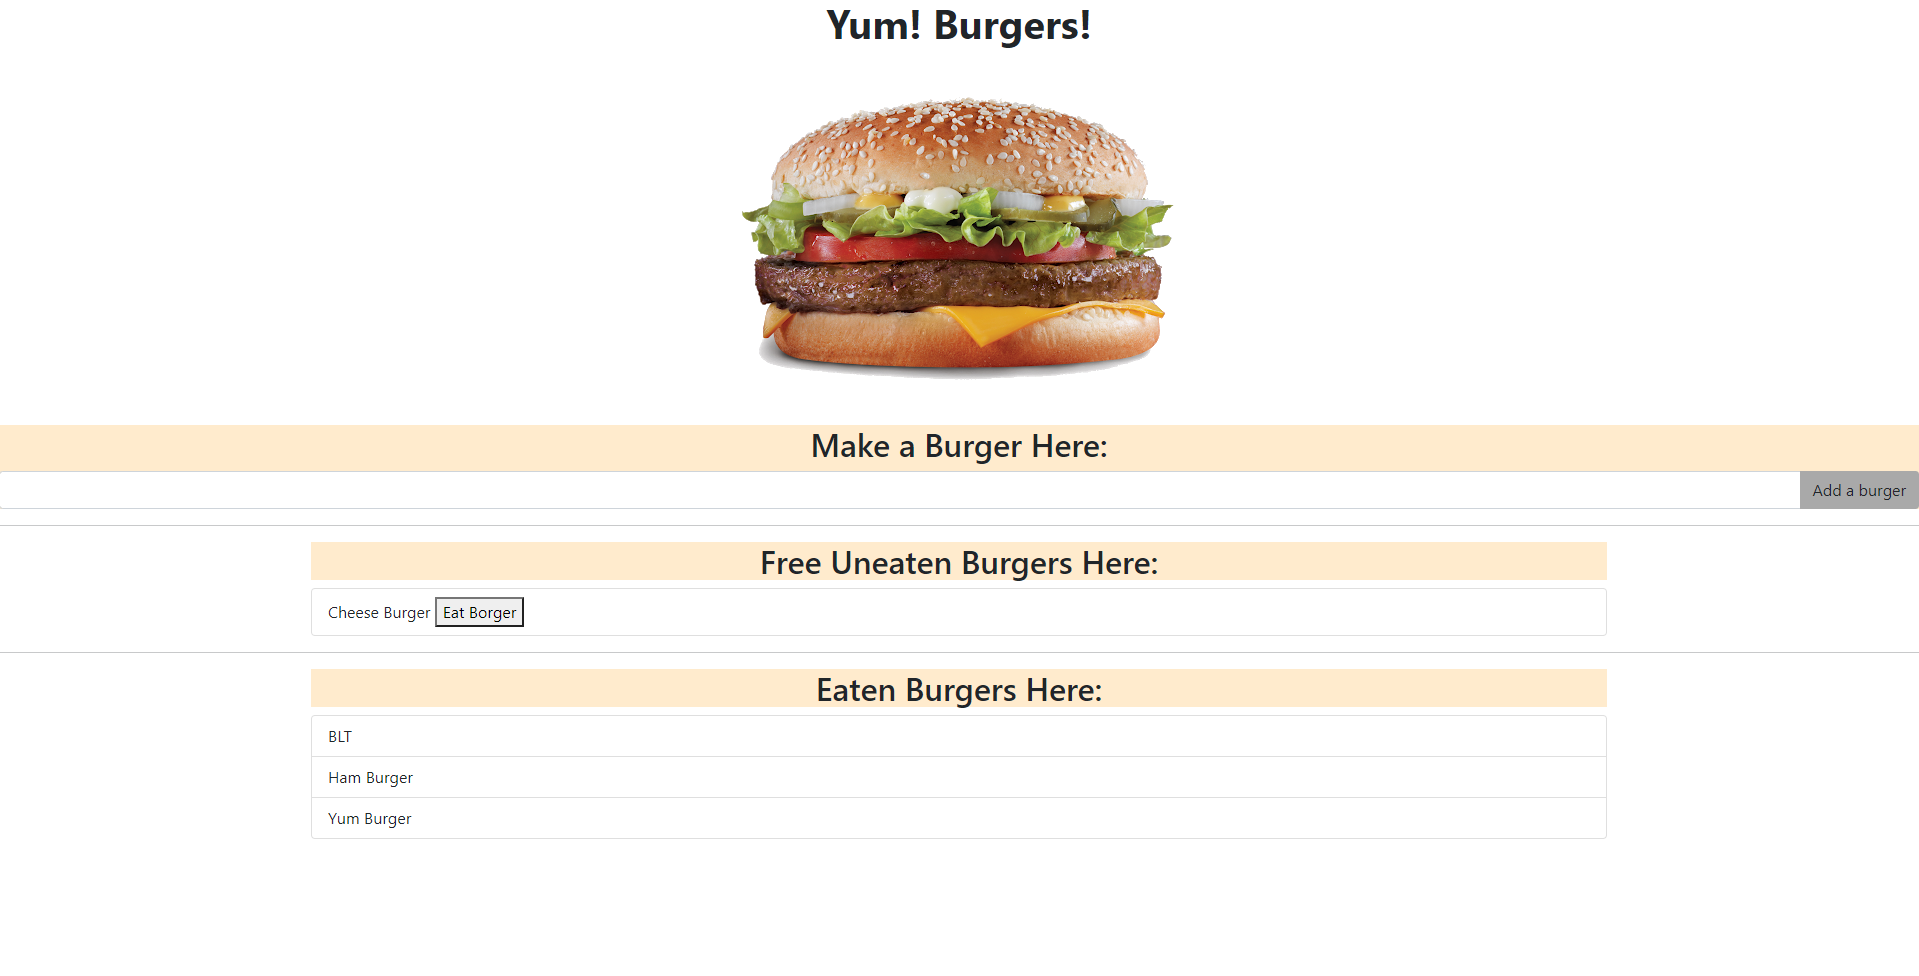 Yum! Burgers!
Make a Burger Here:
Add a burger
Free Uneaten Burgers Here:
Cheese Burger Eat Borger
Eaten Burgers Here:
BLT
Ham Burger
Yum Burger